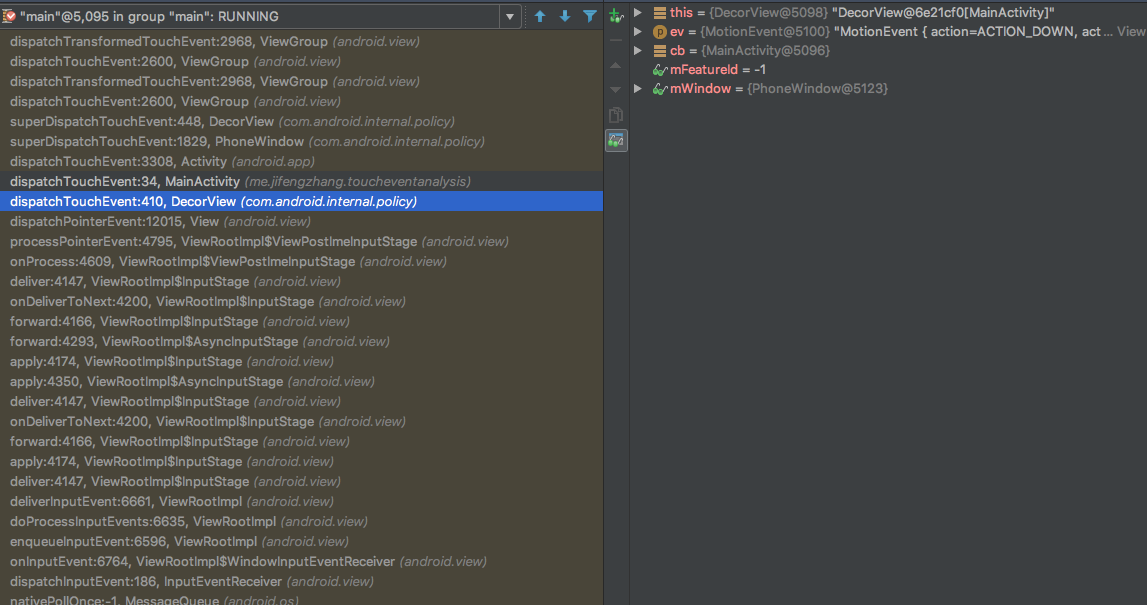 "main"@5,095 in group "main": RUNNING
dispatchTransformedTouchEvent:2968, ViewGroup (android.view)
dispatchTouchEvent:2600, ViewGroup (android.view)
dispatchTransformedTouchEvent:2968, ViewGroup (android.view)
dispatchTouchEvent:2600, ViewGroup (android.view)
superDispatchTouchEvent:448, DecorView (com.android.internal.policy)
superDispatchTouchEvent:1829, PhoneWindow (com.android.internal.policy)
dispatchTouchEvent:3308, Activity (android.app)
dispatchTouchEvent:34, MainActivity (me.jifengzhang.toucheventanalysis)
dispatchTouchEvent:410, DecorView (com.android.internal.policy)
dispatchPointerEvent:12015, View (android.view)
processPointerEvent:4795, ViewRootImpl$ViewPostImeInputStage (android.view)
onProcess:4609, ViewRootImpl$ViewPostImeInputStage (android.view)
deliver:4147, ViewRootImpl$InputStage (android.view)
onDeliverToNext:4200, ViewRootImpl$InputStage (android.view)
forward:4166, ViewRootImpl$InputStage (android.view)
forward:4293, ViewRootImpl$AsyncInputStage (android.view)
apply:4174, ViewRootImpl$InputStage (android.view)
apply:4350, ViewRootImpl$AsyncInputStage (android.view)
deliver:4147, ViewRootImpl$InputStage (android.view)
onDeliverToNext:4200, ViewRootImpl$InputStage (android.view)
forward:4166, ViewRootImpl$InputStage (android.view)
apply:4174, ViewRootImpl$InputStage (android.view)
deliver:4147, ViewRootImpl$InputStage (android.view)
deliverInputEvent:6661, ViewRootImpl (android.view)
doProcessInputEvents:6635, ViewRootImpl (android.view)
enqueueInputEvent:6596, ViewRootImpl (android.view)
onInputEvent:6764, ViewRootImpl$WindowInputEventReceiver (android.view)
dispatchInputEvent:186, InputEventReceiver (android.view)
nativePollOnce:-1, MessageQueue (android.os)
this = {DecorView@5098} "DecorView@6e21cf0[MainActivity]"
p ev = {MotionEvent@5100} "MotionEvent { action=ACTION_DOWN, act ... View
cb = {MainActivity@5096}
mFeatureId = -1
mWindow = {PhoneWindow@5123}